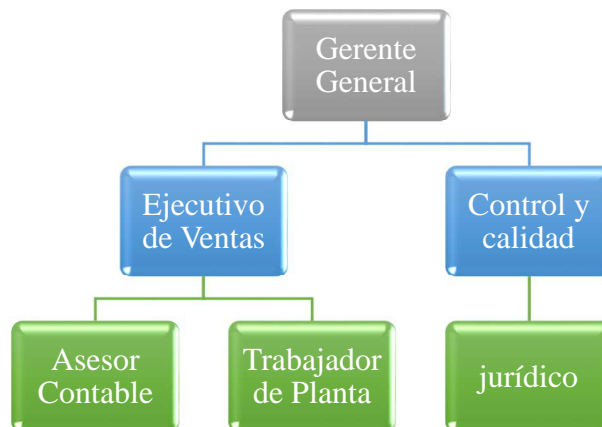 Gerente
General
Ejecutivo
de Ventas
Control y
calidad
Asesor
Contable
Trabajador
de Planta
jurídico